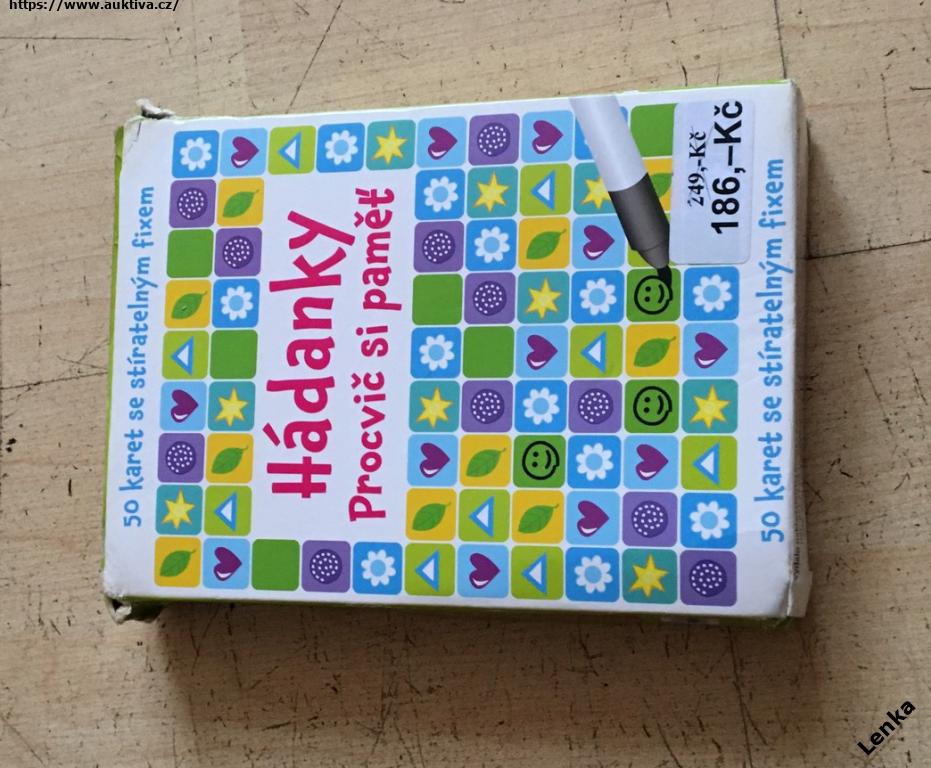 https://www.auktiva.cz/
50 karet se stíratelným fixem
Hádanky
Procvič si paměť
249,-Kč
186,–Kč
50 karet se stíratelným fixem
Lenka